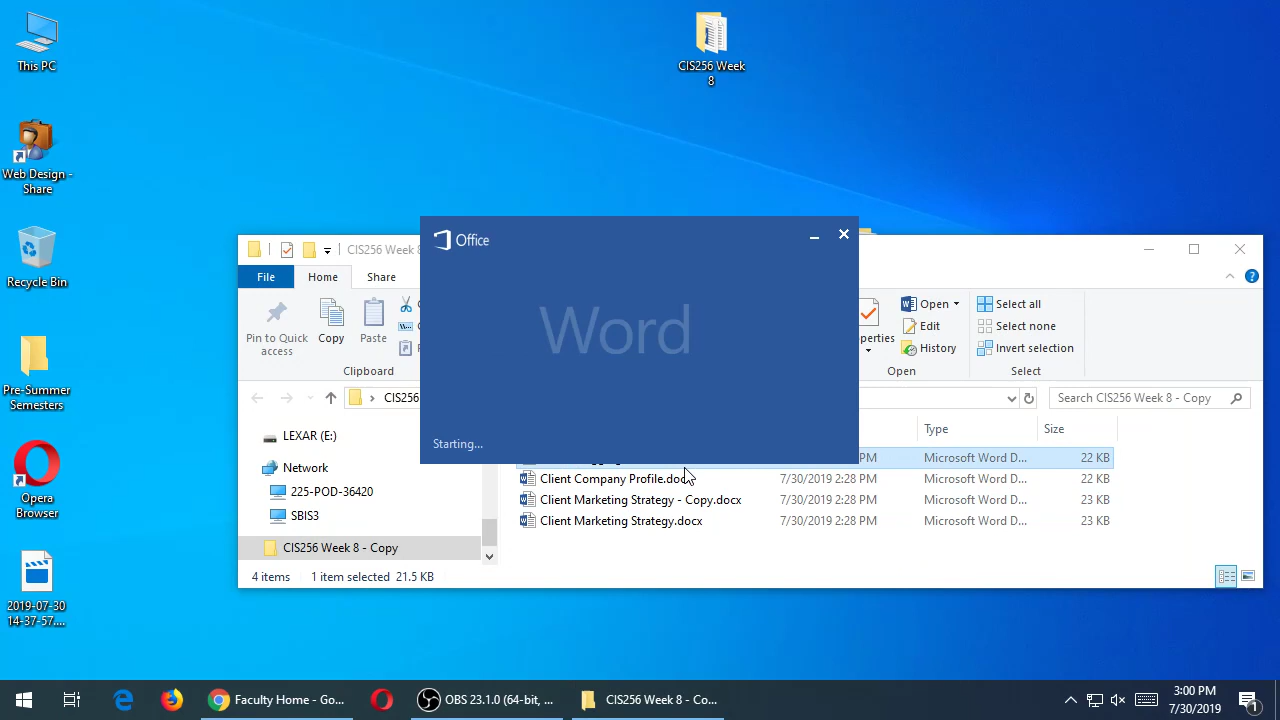 This PC
CIS256 Week
8
Web Design -
Share
Recycle Bin
Pre-Summer
Semesters
Opera
Browser
2019-07-30
14-37-57....
CIS256 Week 8
Office
Word
Starting...
File
Home
Share
Pin to Quick
access
Copy
Paste
Clipboard
Open
Edit
History
Open
Select all
Select none
Invert selection
Select
CIS256
Search CIS256 Week 8 - Copy
Type
Size
LEXAR (E:)
Network
225-POD-36420
SBIS3
CIS256 Week 8 - Copy
PM Microsoft Word D... 22 KB
Client Company Profile.docx 7/30/2019 2:28 PM Microsoft Word D... 22 KB
Client Marketing Strategy - Copy.docx 7/30/2019 2:28 PM Microsoft Word D... 23 KB
Client Marketing Strategy.docx 7/30/2019 2:28 PM Microsoft Word D... 23 KB
4 items 1 item selected 21.5 KB
Faculty Home - Go...
OBS 23.1.0 (64-bit, ...
CIS256 Week 8 - Co...
3:00 PM
7/30/2019
1